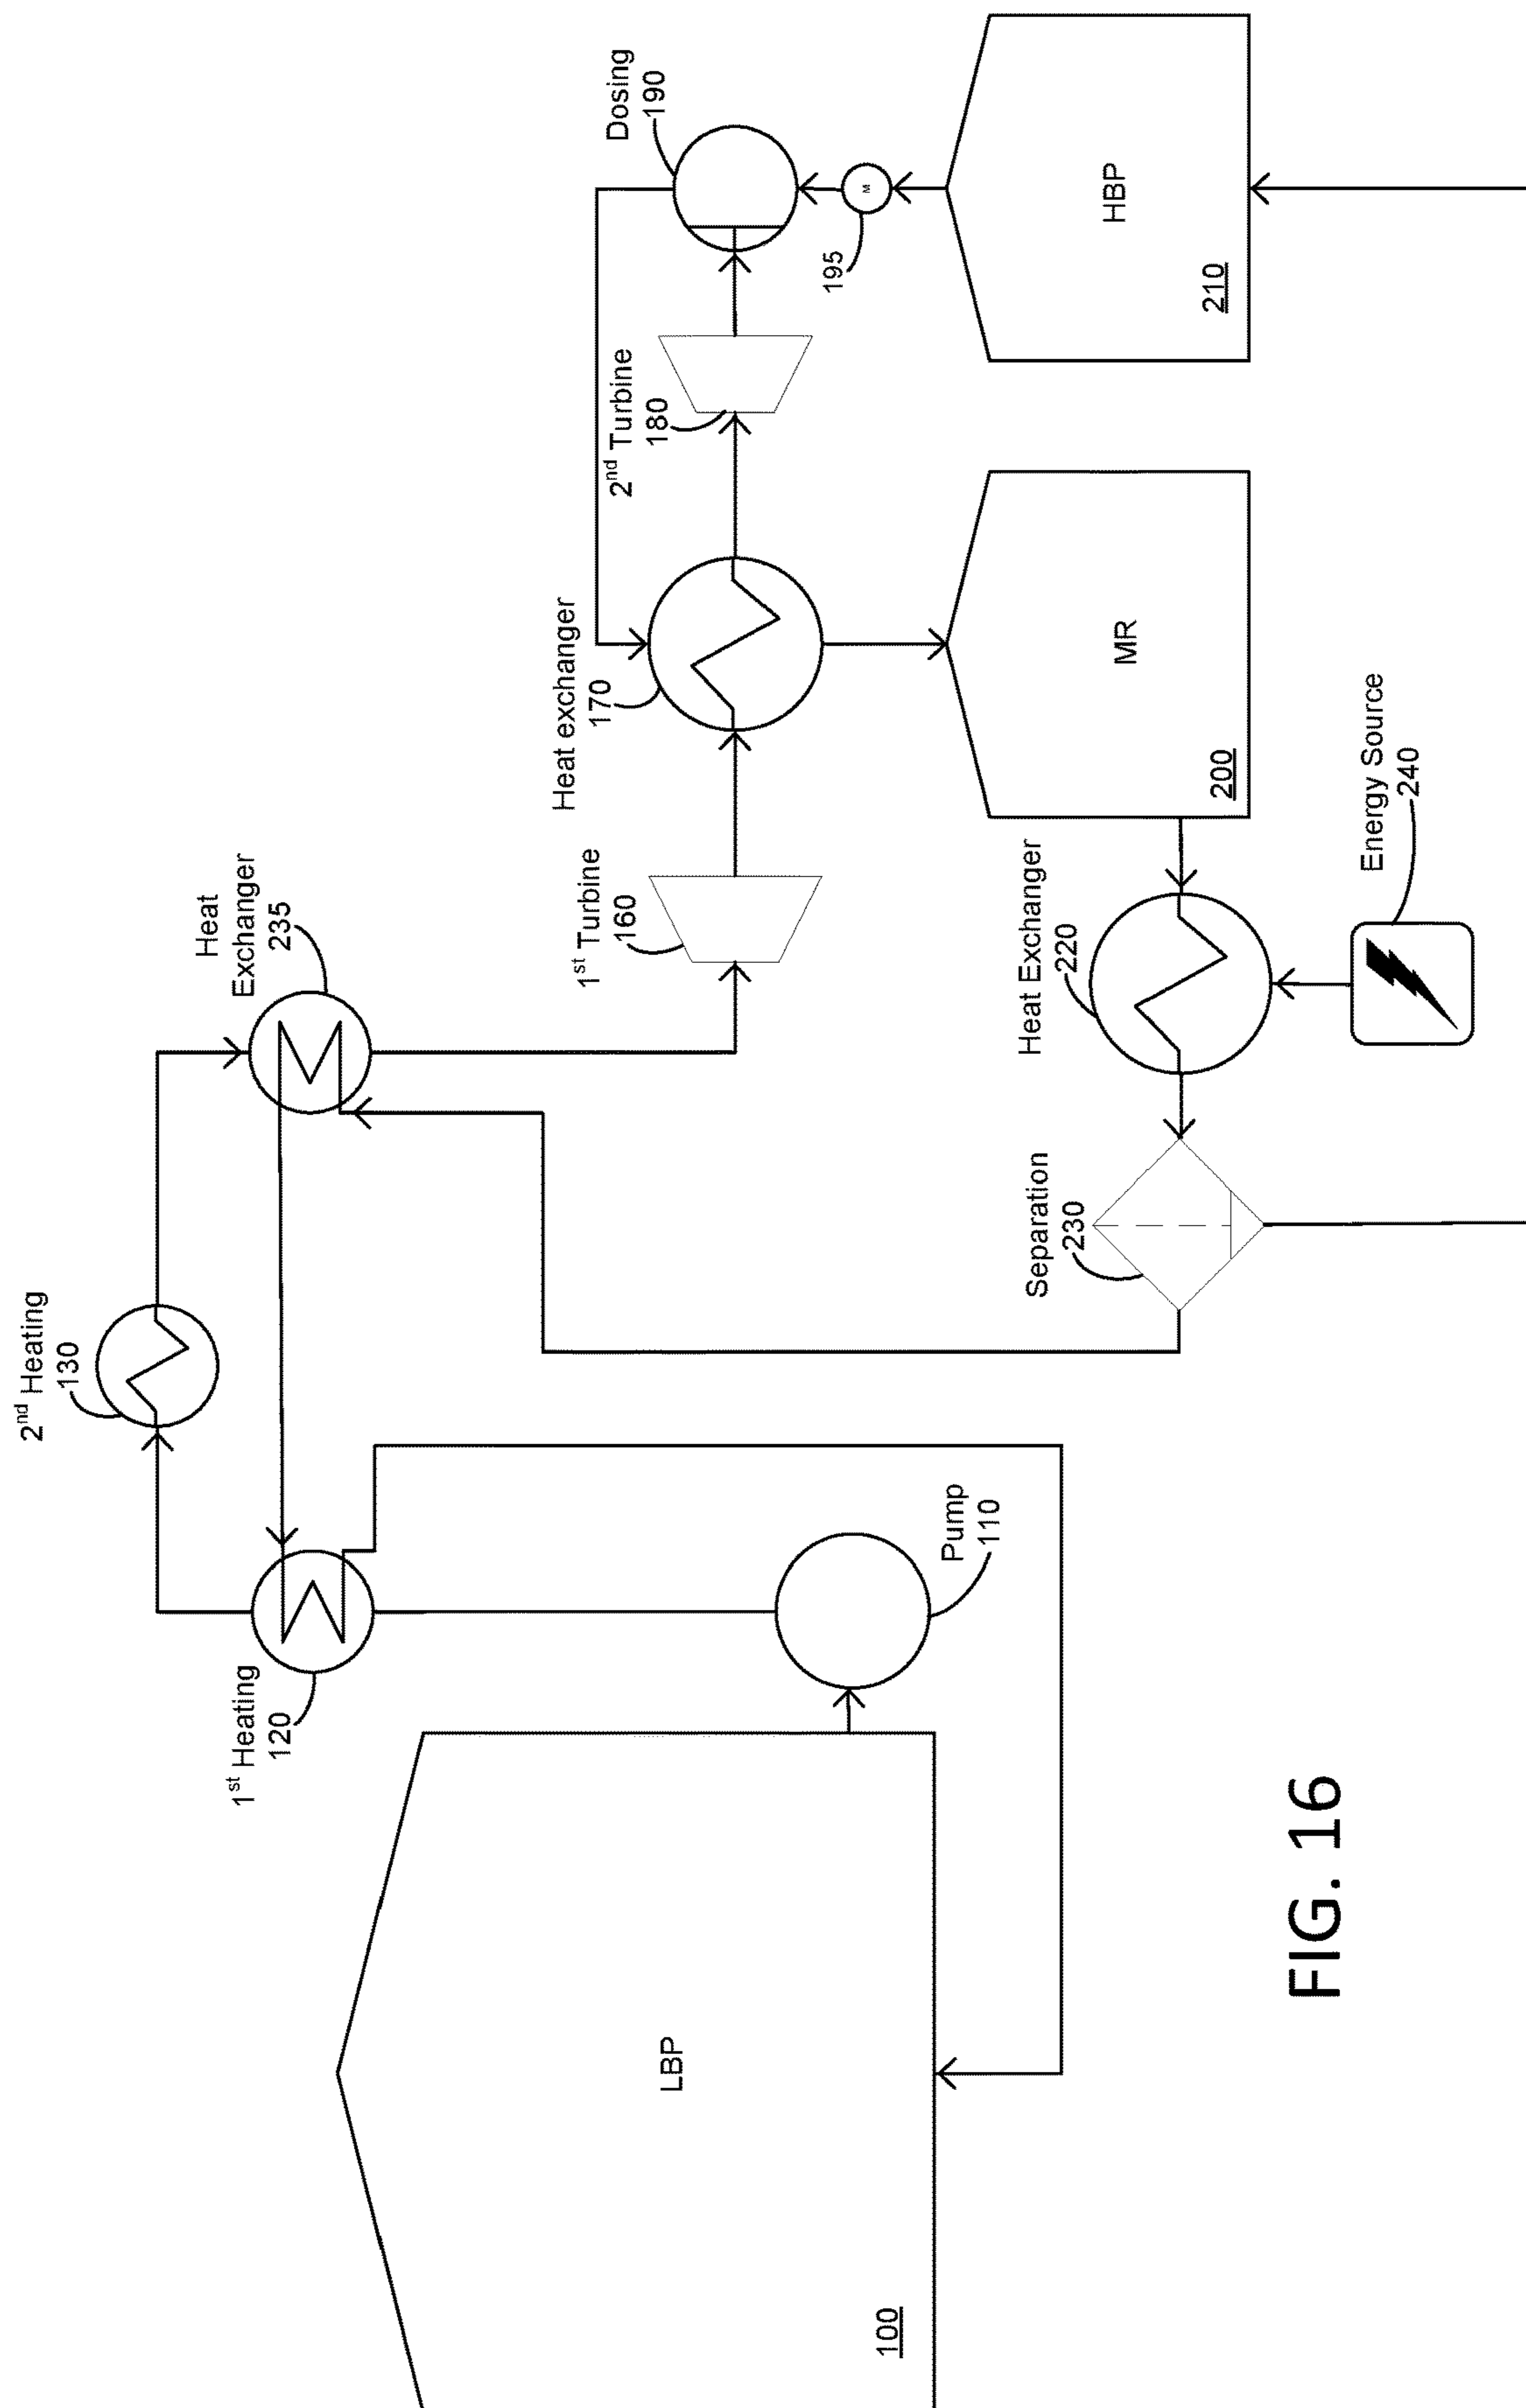 LBP
100
1st Heating
120
Pump
110
2nd Heating
130
Heat
Exchanger
235
1st Turbine
160
Heat exchanger
170
2nd Turbine
180
Dosing
190
M
195
HBP
210
MR
200
Heat Exchanger
220
Separation
230
Energy Source
240
FIG. 16